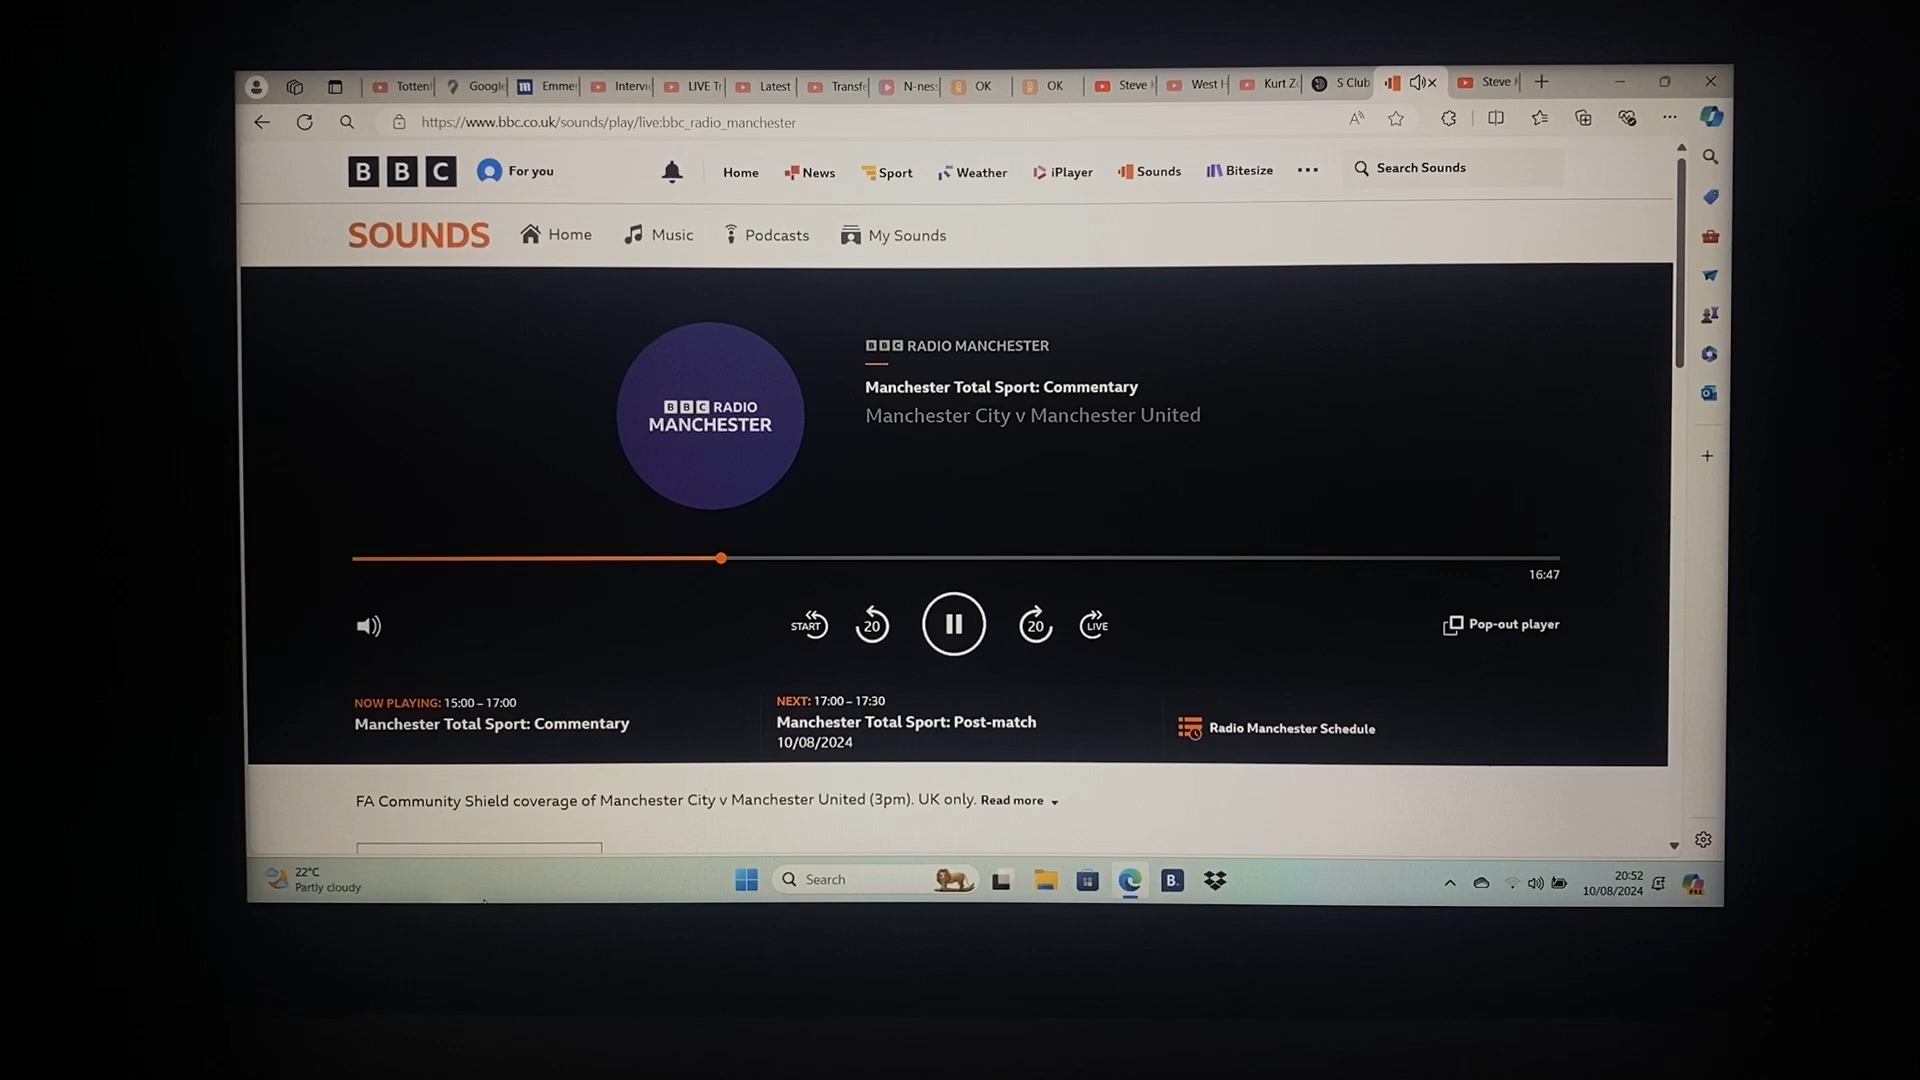 Totten
Google
Emme
Intervi
LIVE Tr
Latest
Transfe
N-nes
OK
OK
Steve
West H
Kurt Z
S Club
Steve
https://www.bbc.co.uk/sounds/play/live:bbc_radio_manchester
BBC
For you
Home
News
Sport
Weather
iPlayer
Sounds
Bitesize
Search Sounds
SOUNDS
Home
Music
Podcasts
My Sounds
BBC RADIO
MANCHESTER
BBC RADIO MANCHESTER
Manchester Total Sport: Commentary
Manchester City v Manchester United
16:47
START
20
20
LIVE
Pop-out player
NOW PLAYING: 15:00 – 17:00
Manchester Total Sport: Commentary
NEXT: 17:00 – 17:30
Manchester Total Sport: Post-match
10/08/2024
Radio Manchester Schedule
FA Community Shield coverage of Manchester City v Manchester United (3pm). UK only. Read more
22°C
Partly cloudy
Search
B.
20:52
10/08/2024